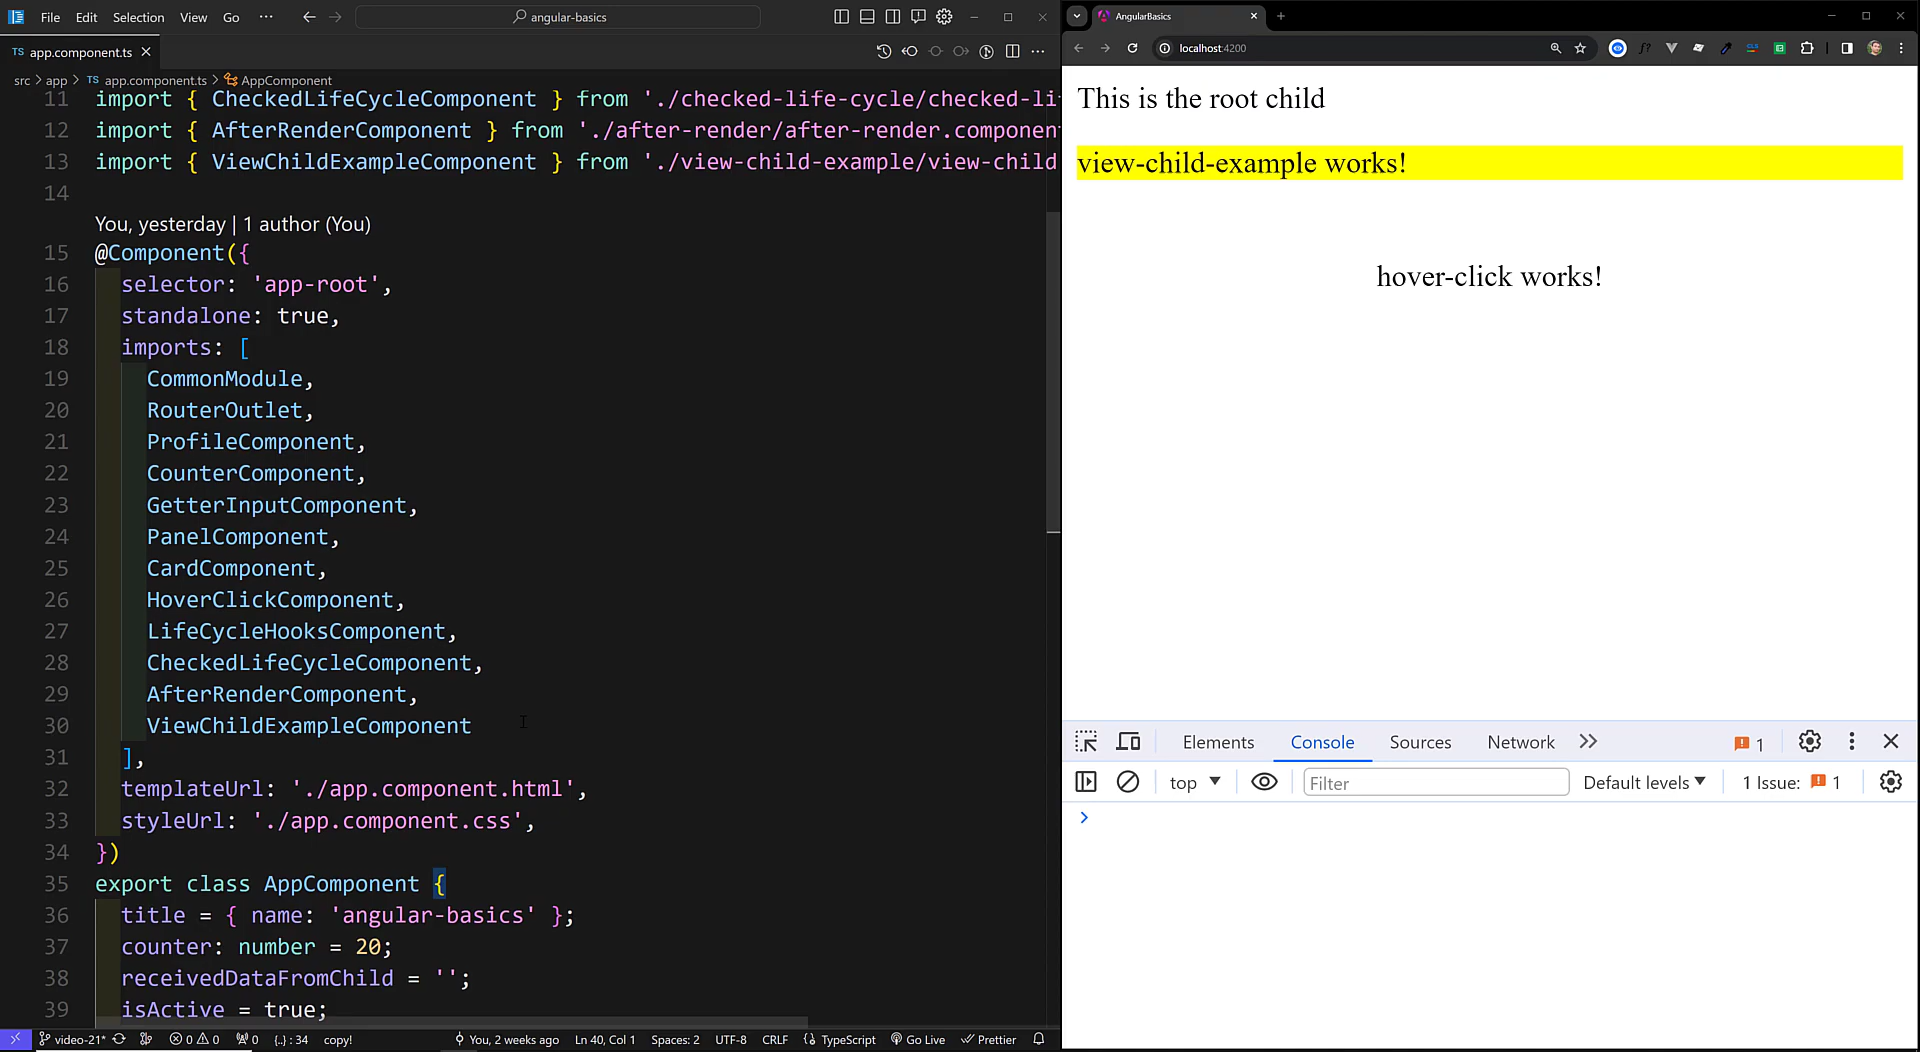 File Edit Selection View Go ··· angular-basics
TS app.component.ts
src > app > TS app.component.ts > AppComponent
11 import { CheckedLifeCycleComponent } from './checked-life-cycle/checked-li
12 import { AfterRenderComponent } from './after-render/after-render.component
13 import { ViewChildExampleComponent } from './view-child-example/view-child
14
You, yesterday | 1 author (You)
15 @Component({
16 selector: 'app-root',
17 standalone: true,
18 imports: [
19 CommonModule,
20 RouterOutlet,
21 ProfileComponent,
22 CounterComponent,
23 GetterInputComponent,
24 PanelComponent,
25 CardComponent,
26 HoverClickComponent,
27 LifeCycleHooksComponent,
28 CheckedLifeCycleComponent,
29 AfterRenderComponent,
30 ViewChildExampleComponent
31 ],
32 templateUrl: './app.component.html',
33 styleUrl: './app.component.css',
34 })
35 export class AppComponent {
36 title = { name: 'angular-basics' };
37 counter: number = 20;
38 receivedDataFromChild = '';
39 isActive = true;
video-21* 0 0 0 {..} : 34 copy! You, 2 weeks ago Ln 40, Col 1 Spaces: 2 UTF-8 CRLF TypeScript Go Live Prettier
AngularBasics
localhost:4200
This is the root child
view-child-example works!
hover-click works!
Elements Console Sources Network 1
top Filter Default levels 1 Issue: 1